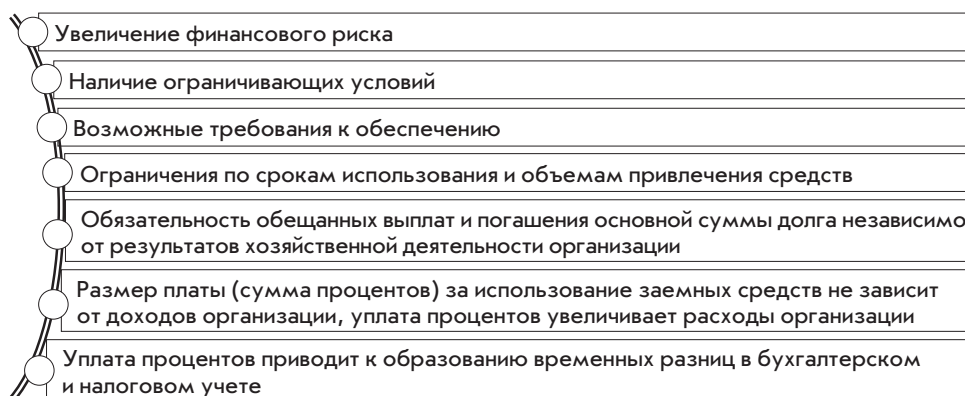 Увеличение финансового риска
Наличие ограничивающих условий
Возможные требования к обеспечению
Ограничения по срокам использования и объемам привлечения средств
Обязательность обещанных выплат и погашения основной суммы долга независимо
от результатов хозяйственной деятельности организации
Размер платы (сумма процентов) за использование заемных средств не зависит
от доходов организации, уплата процентов увеличивает расходы организации
Уплата процентов приводит к образованию временных разниц в бухгалтерском
и налоговом учете